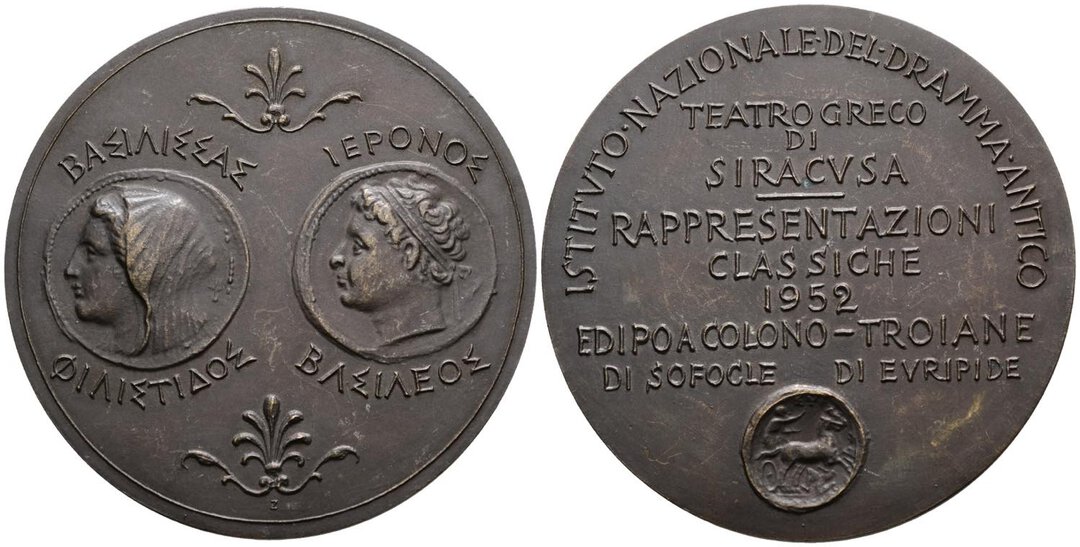 ΒΑΣΙΛΙΣΣΑΣ
ΦΙΛΙΣΤΙΔΟΣ
ΙΕΡΟΝΟΣ
ΒΑΣΙΛΕΟΣ
Z
ISTITVTO·NAZIONALE·DEL·DRAMMA·ANTICO
TEATRO GRECO
DI
SIRACVSA
RAPPRESENTAZIONI
CLASSICHE
1952
EDIPO A COLONO – TROIANE
DI SOFOCLE DI EVRIPIDE